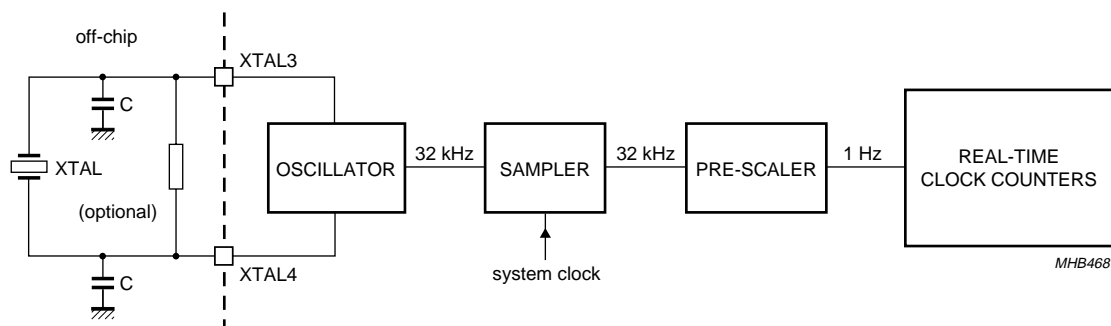 off-chip
XTAL3
C
XTAL
(optional)
OSCILLATOR
32 kHz
SAMPLER
32 kHz
PRE-SCALER
1 Hz
REAL-TIME
CLOCK COUNTERS
XTAL4
C
system clock
MHB468